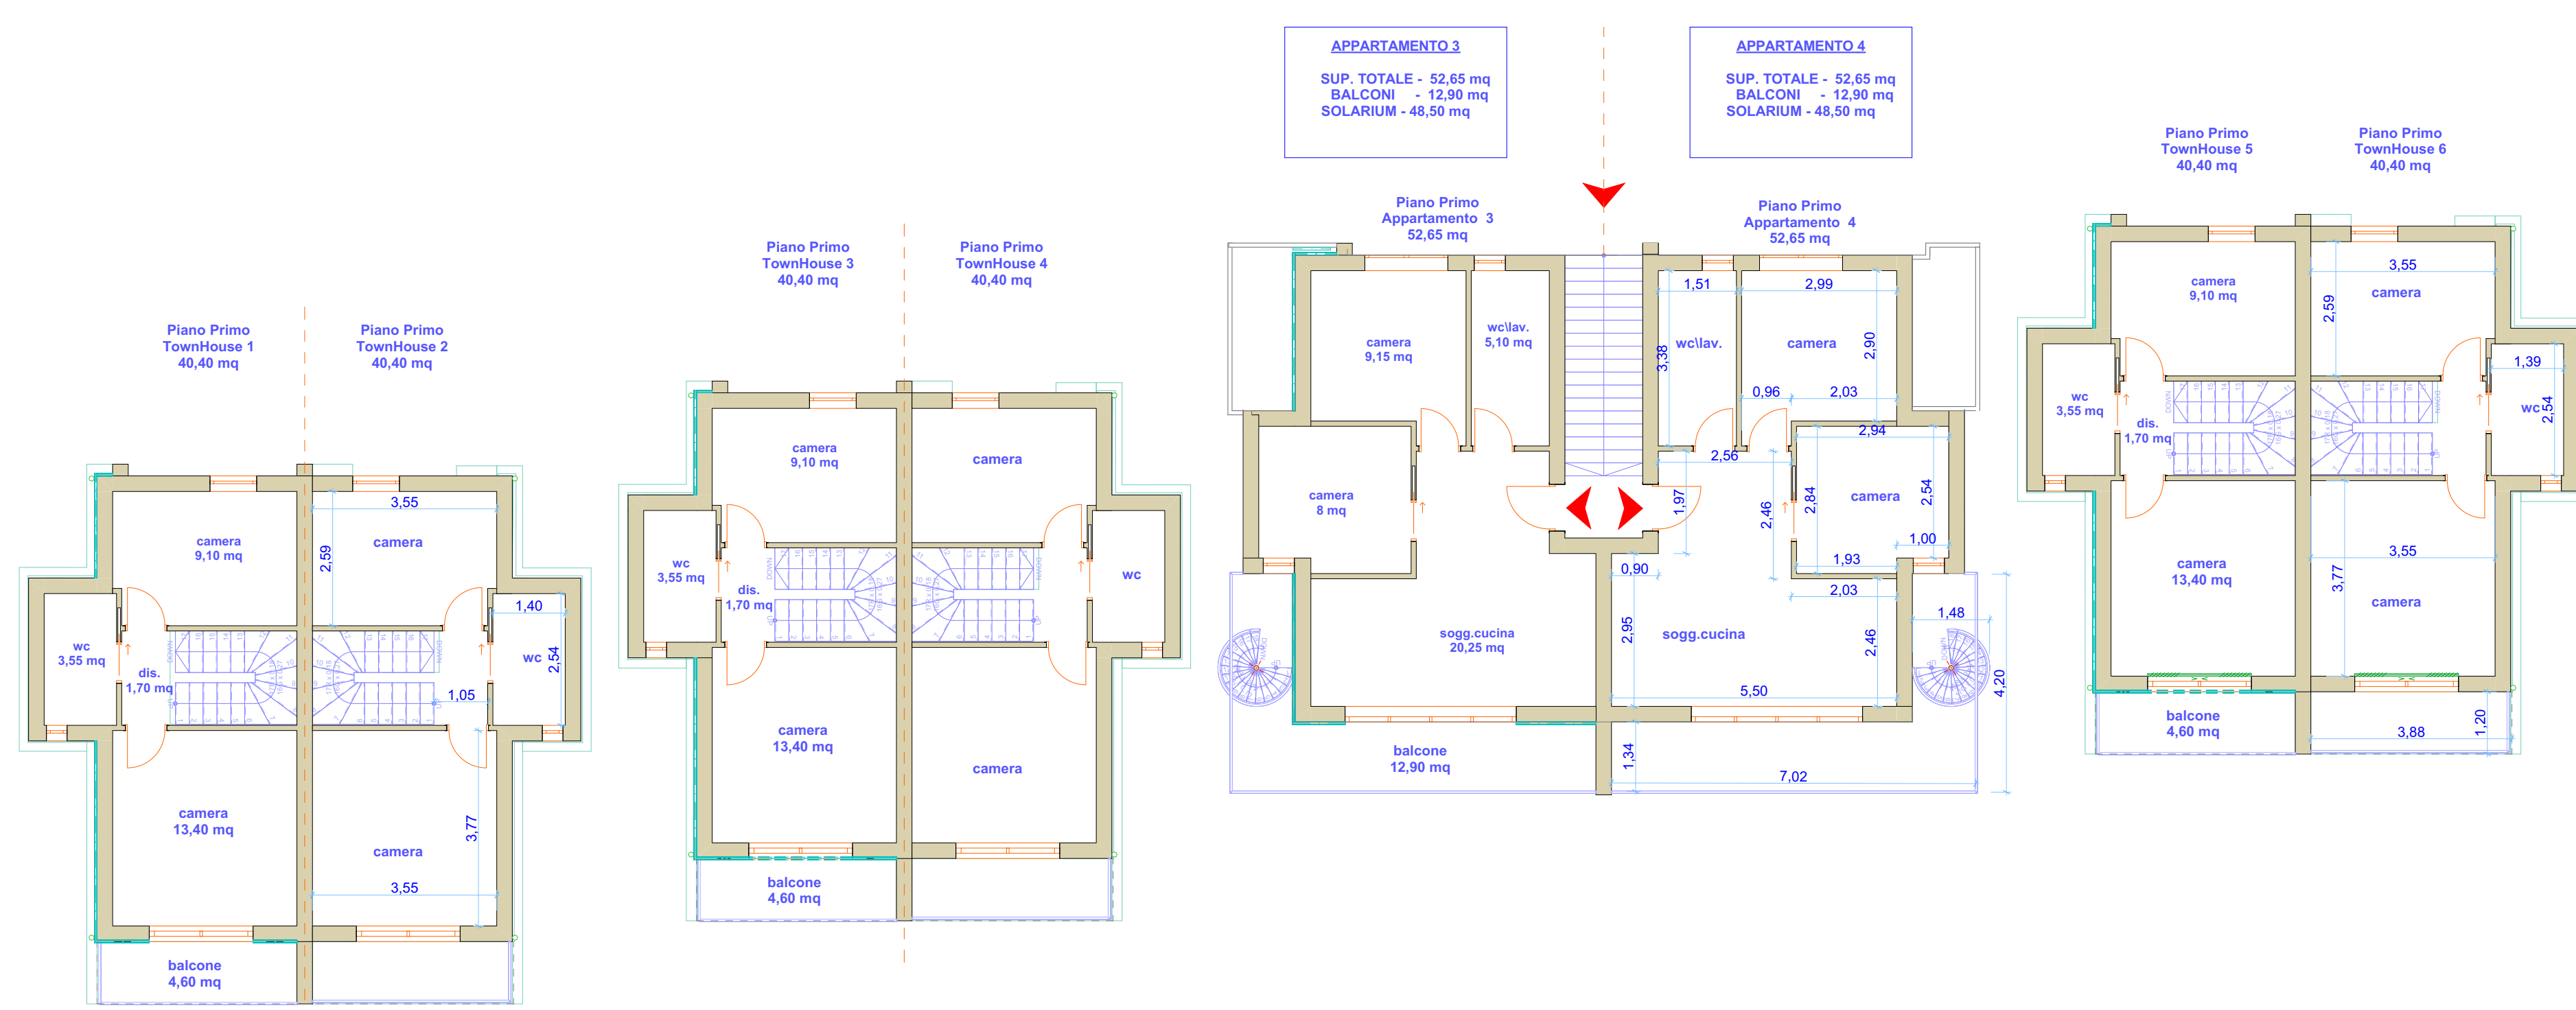 APPARTAMENTO 3
SUP. TOTALE - 52,65 mq
BALCONI - 12,90 mq
SOLARIUM - 48,50 mq
APPARTAMENTO 4
SUP. TOTALE - 52,65 mq
BALCONI - 12,90 mq
SOLARIUM - 48,50 mq
Piano Primo
TownHouse 1
40,40 mq
Piano Primo
TownHouse 2
40,40 mq
camera
9,10 mq
3,55
camera
2,59
wc
3,55 mq
dis.
1,70 mq
DOWN
UP
1,40
wc
2,54
1,05
camera
13,40 mq
camera
3,77
3,55
balcone
4,60 mq
Piano Primo
TownHouse 3
40,40 mq
Piano Primo
TownHouse 4
40,40 mq
camera
9,10 mq
camera
wc
3,55 mq
dis.
1,70 mq
DOWN
UP
wc
camera
13,40 mq
camera
balcone
4,60 mq
Piano Primo
Appartamento 3
52,65 mq
Piano Primo
Appartamento 4
52,65 mq
camera
9,15 mq
wc\lav.
5,10 mq
1,51
2,99
wc\lav.
3,38
camera
2,90
0,96
2,03
2,94
2,56
camera
8 mq
1,97
2,46
2,84
camera
2,54
1,00
1,93
0,90
2,03
1,48
sogg.cucina
20,25 mq
2,95
sogg.cucina
2,46
5,50
4,20
balcone
12,90 mq
1,34
7,02
Piano Primo
TownHouse 5
40,40 mq
Piano Primo
TownHouse 6
40,40 mq
camera
9,10 mq
3,55
camera
2,59
wc
3,55 mq
dis.
1,70 mq
DOWN
UP
1,39
wc
2,54
camera
13,40 mq
3,55
3,77
camera
balcone
4,60 mq
3,88
1,20